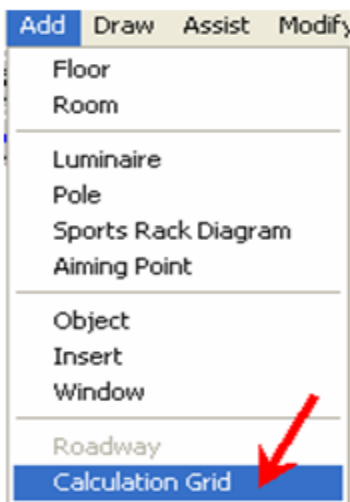 Add Draw Assist Modify
Floor
Room
Luminaire
Pole
Sports Rack Diagram
Aiming Point
Object
Insert
Window
Roadway
Calculation Grid